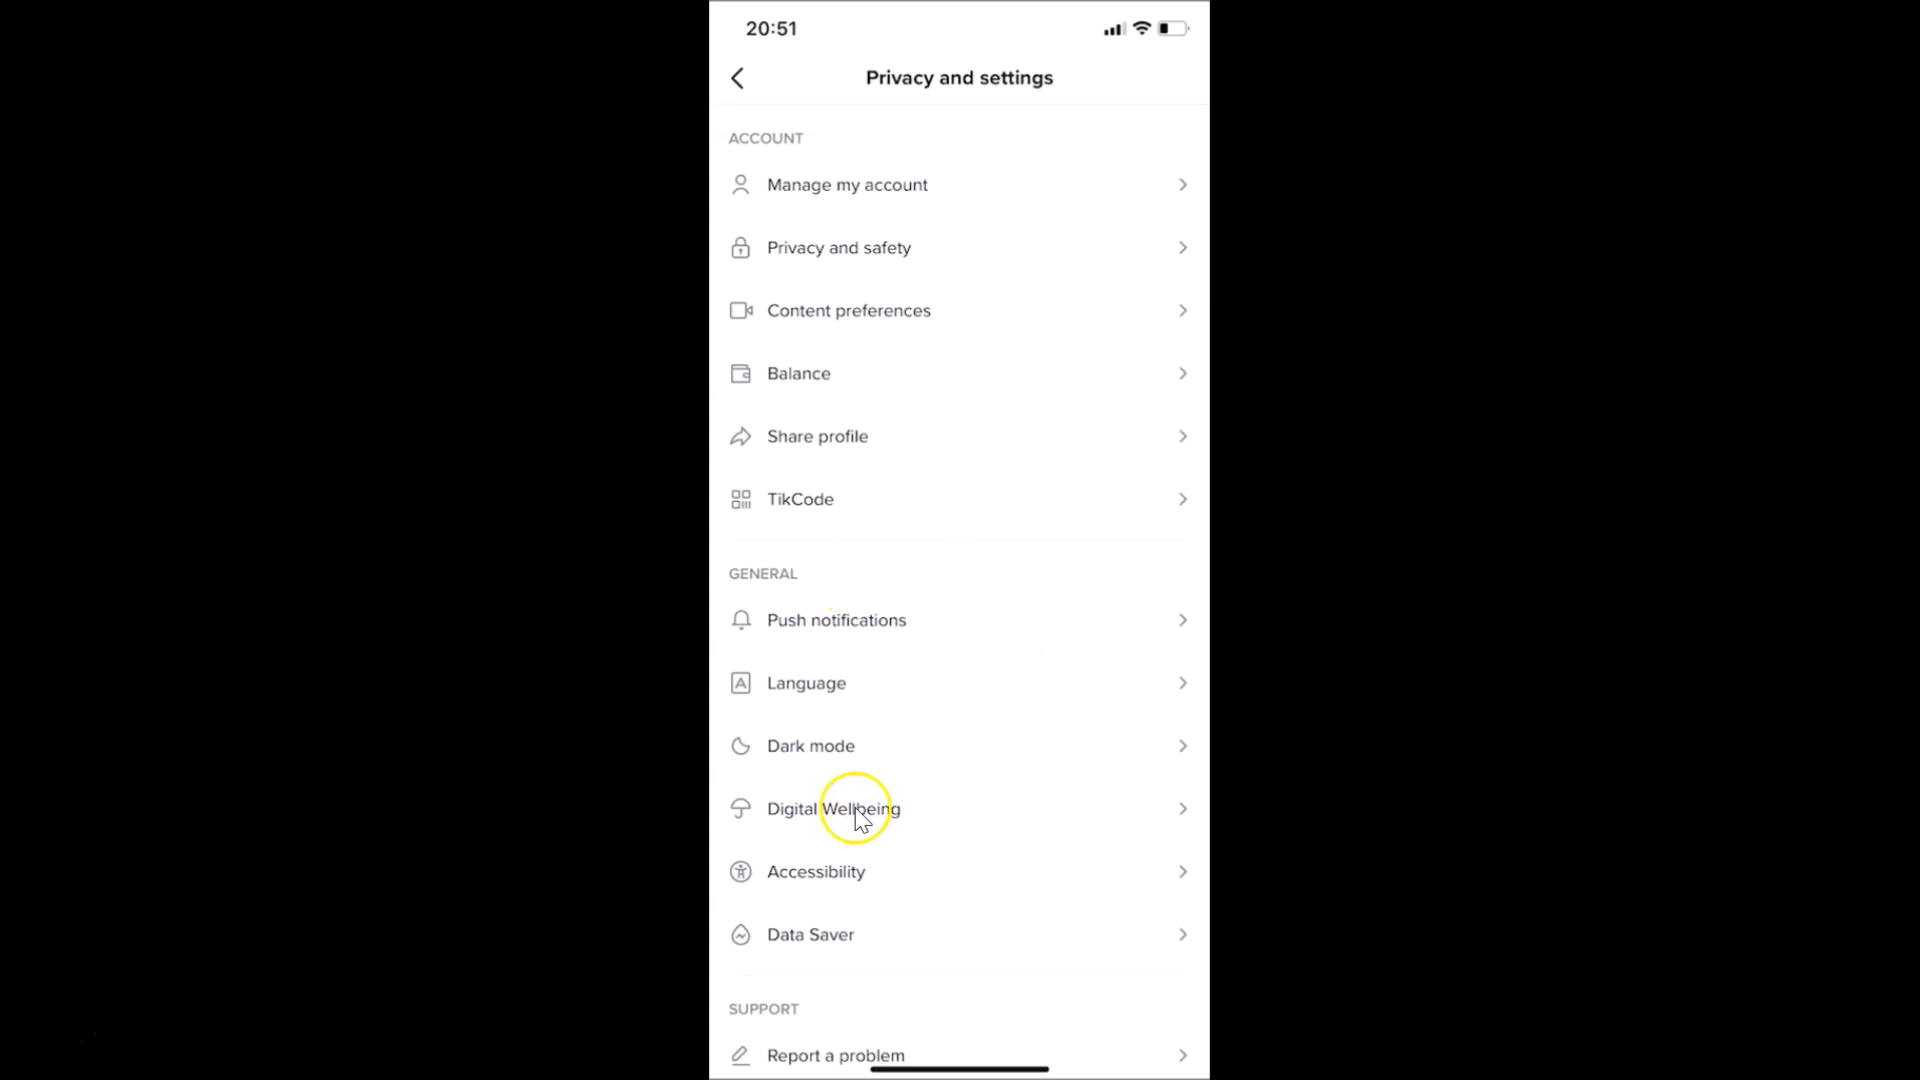 20:51
Privacy and settings
ACCOUNT
Manage my account
Privacy and safety
Content preferences
Balance
Share profile
TikCode
GENERAL
Push notifications
Language
Dark mode
Digital Wellbeing
Accessibility
Data Saver
SUPPORT
Report a problem